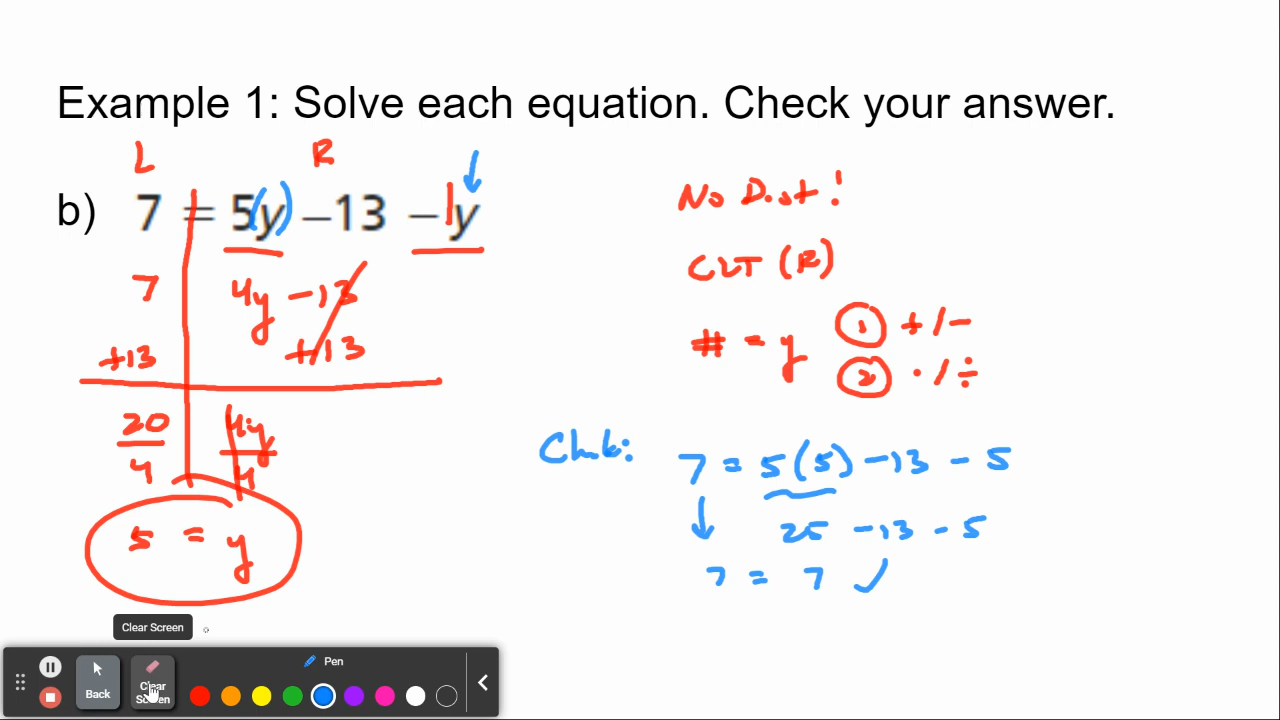 Example 1: Solve each equation. Check your answer.
L R
b) 7 = 5(y) – 13 – 1y
7 4y – 13
+13 +13
20/4 4y/4
5 = y
No Dist!
CLT (R)
# = y ① + / –
② · / ÷
Check: 7 = 5(5) – 13 – 5
25 – 13 – 5
7 = 7 ✓
Clear Screen
Pen
Back
Clear Screen